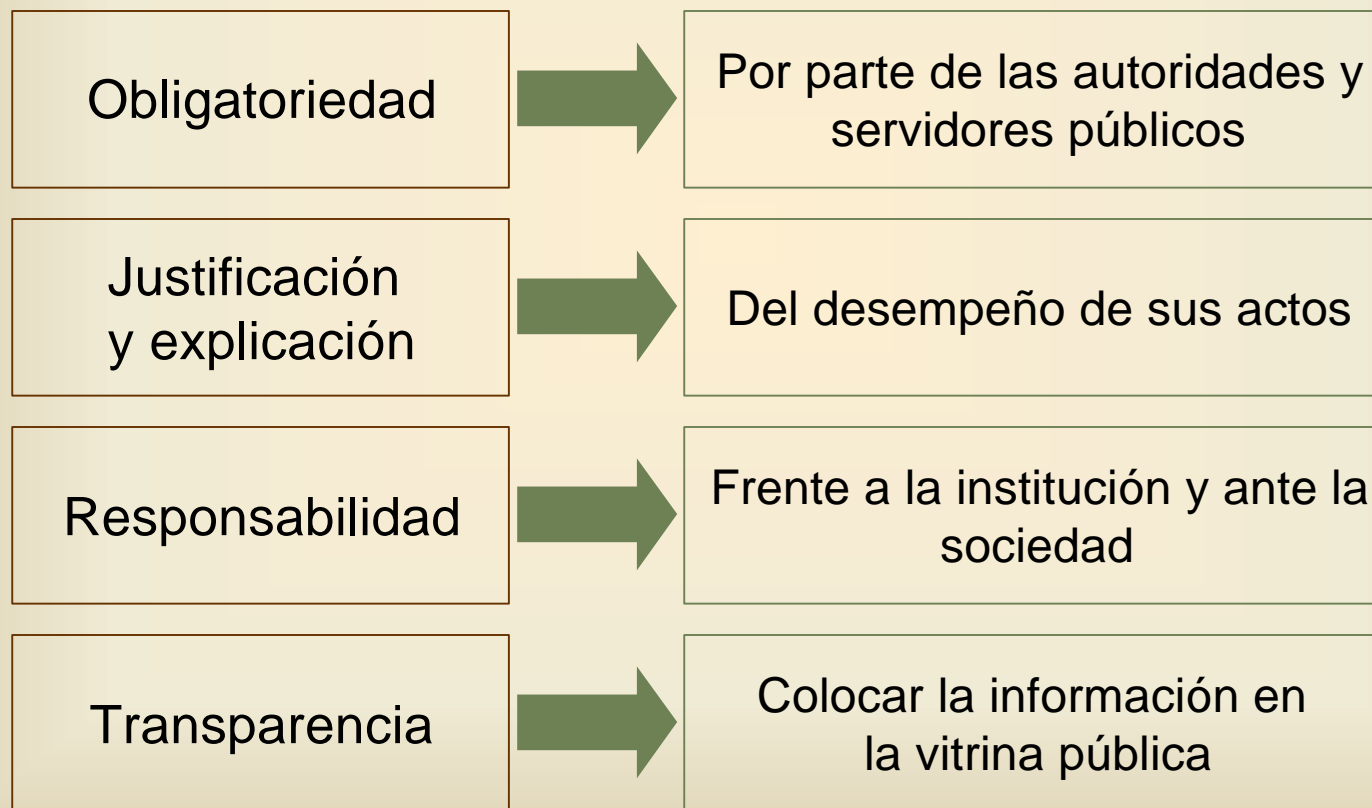 Obligatoriedad
Por parte de las autoridades y
servidores públicos
Justificación
y explicación
Del desempeño de sus actos
Responsabilidad
Frente a la institución y ante la
sociedad
Transparencia
Colocar la información en
la vitrina pública